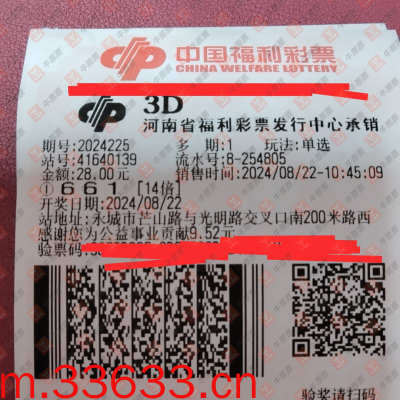 中国福利彩票
CHINA WELFARE LOTTERY
3D
河南省福利彩票发行中心承销
期号:2024225 多 期:1 玩法:单选
站号:41640139 流水号:8-254805
金额:28.00元 销售时间:2024/08/22-10:45:09
① 661 [14倍]
开奖日期:2024/08/22
站站地址:永城市芒山路与光明路交叉口南200米路西
感谢您为公益事业贡献9.52元
验票码:
m.33633.cn
验奖请扫码